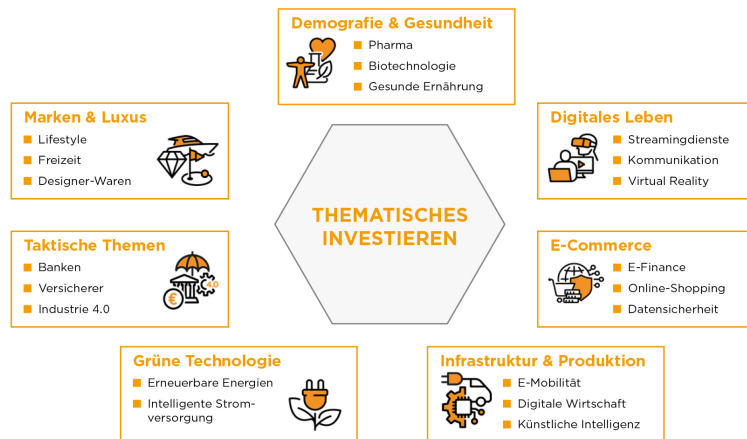 Demografie & Gesundheit
Pharma
Biotechnologie
Gesunde Ernährung
Marken & Luxus
Lifestyle
Freizeit
Designer-Waren
Digitales Leben
Streamingdienste
Kommunikation
Virtual Reality
THEMATISCHES
INVESTIEREN
Taktische Themen
Banken
Versicherer
Industrie 4.0
4.0
€
E-Commerce
E-Finance
Online-Shopping
Datensicherheit
Grüne Technologie
Erneuerbare Energien
Intelligente Strom-
versorgung
Infrastruktur & Produktion
E-Mobilität
Digitale Wirtschaft
Künstliche Intelligenz